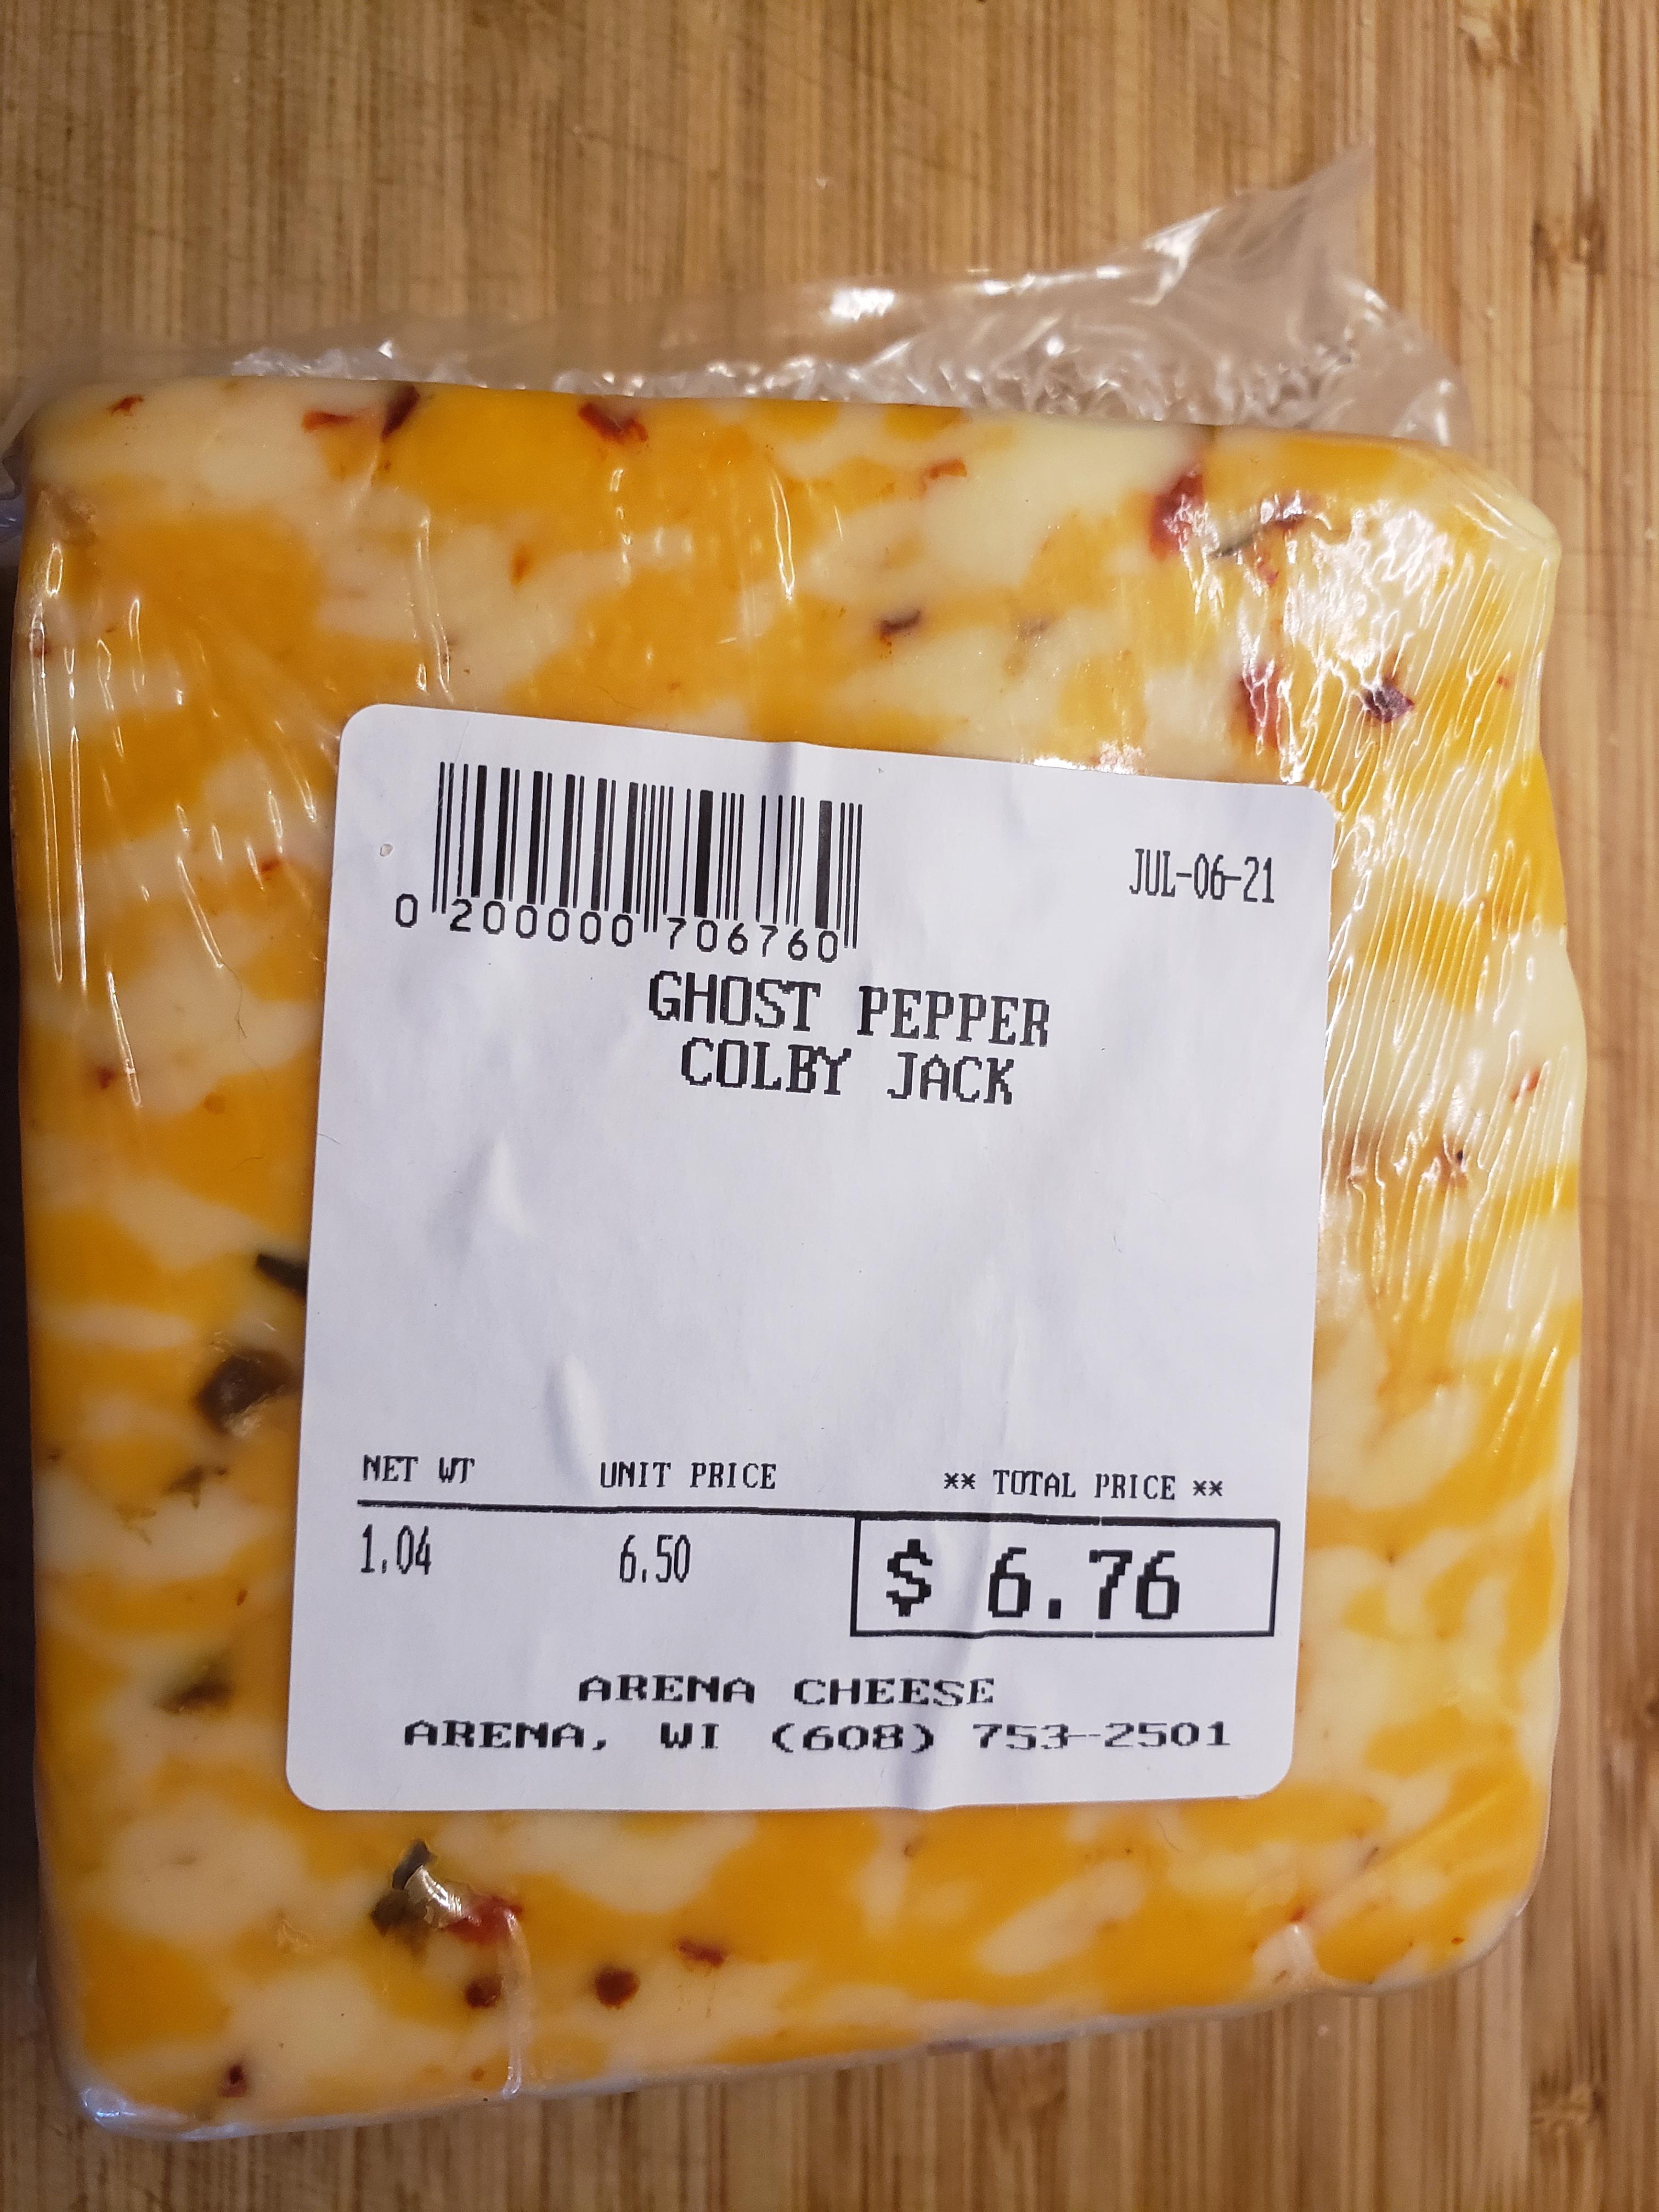 JUL-06-21
0 200000 706760
GHOST PEPPER
COLBY JACK
NET WT UNIT PRICE ** TOTAL PRICE **
1.04 6.50 $ 6.76
ARENA CHEESE
ARENA, WI (608) 753-2501